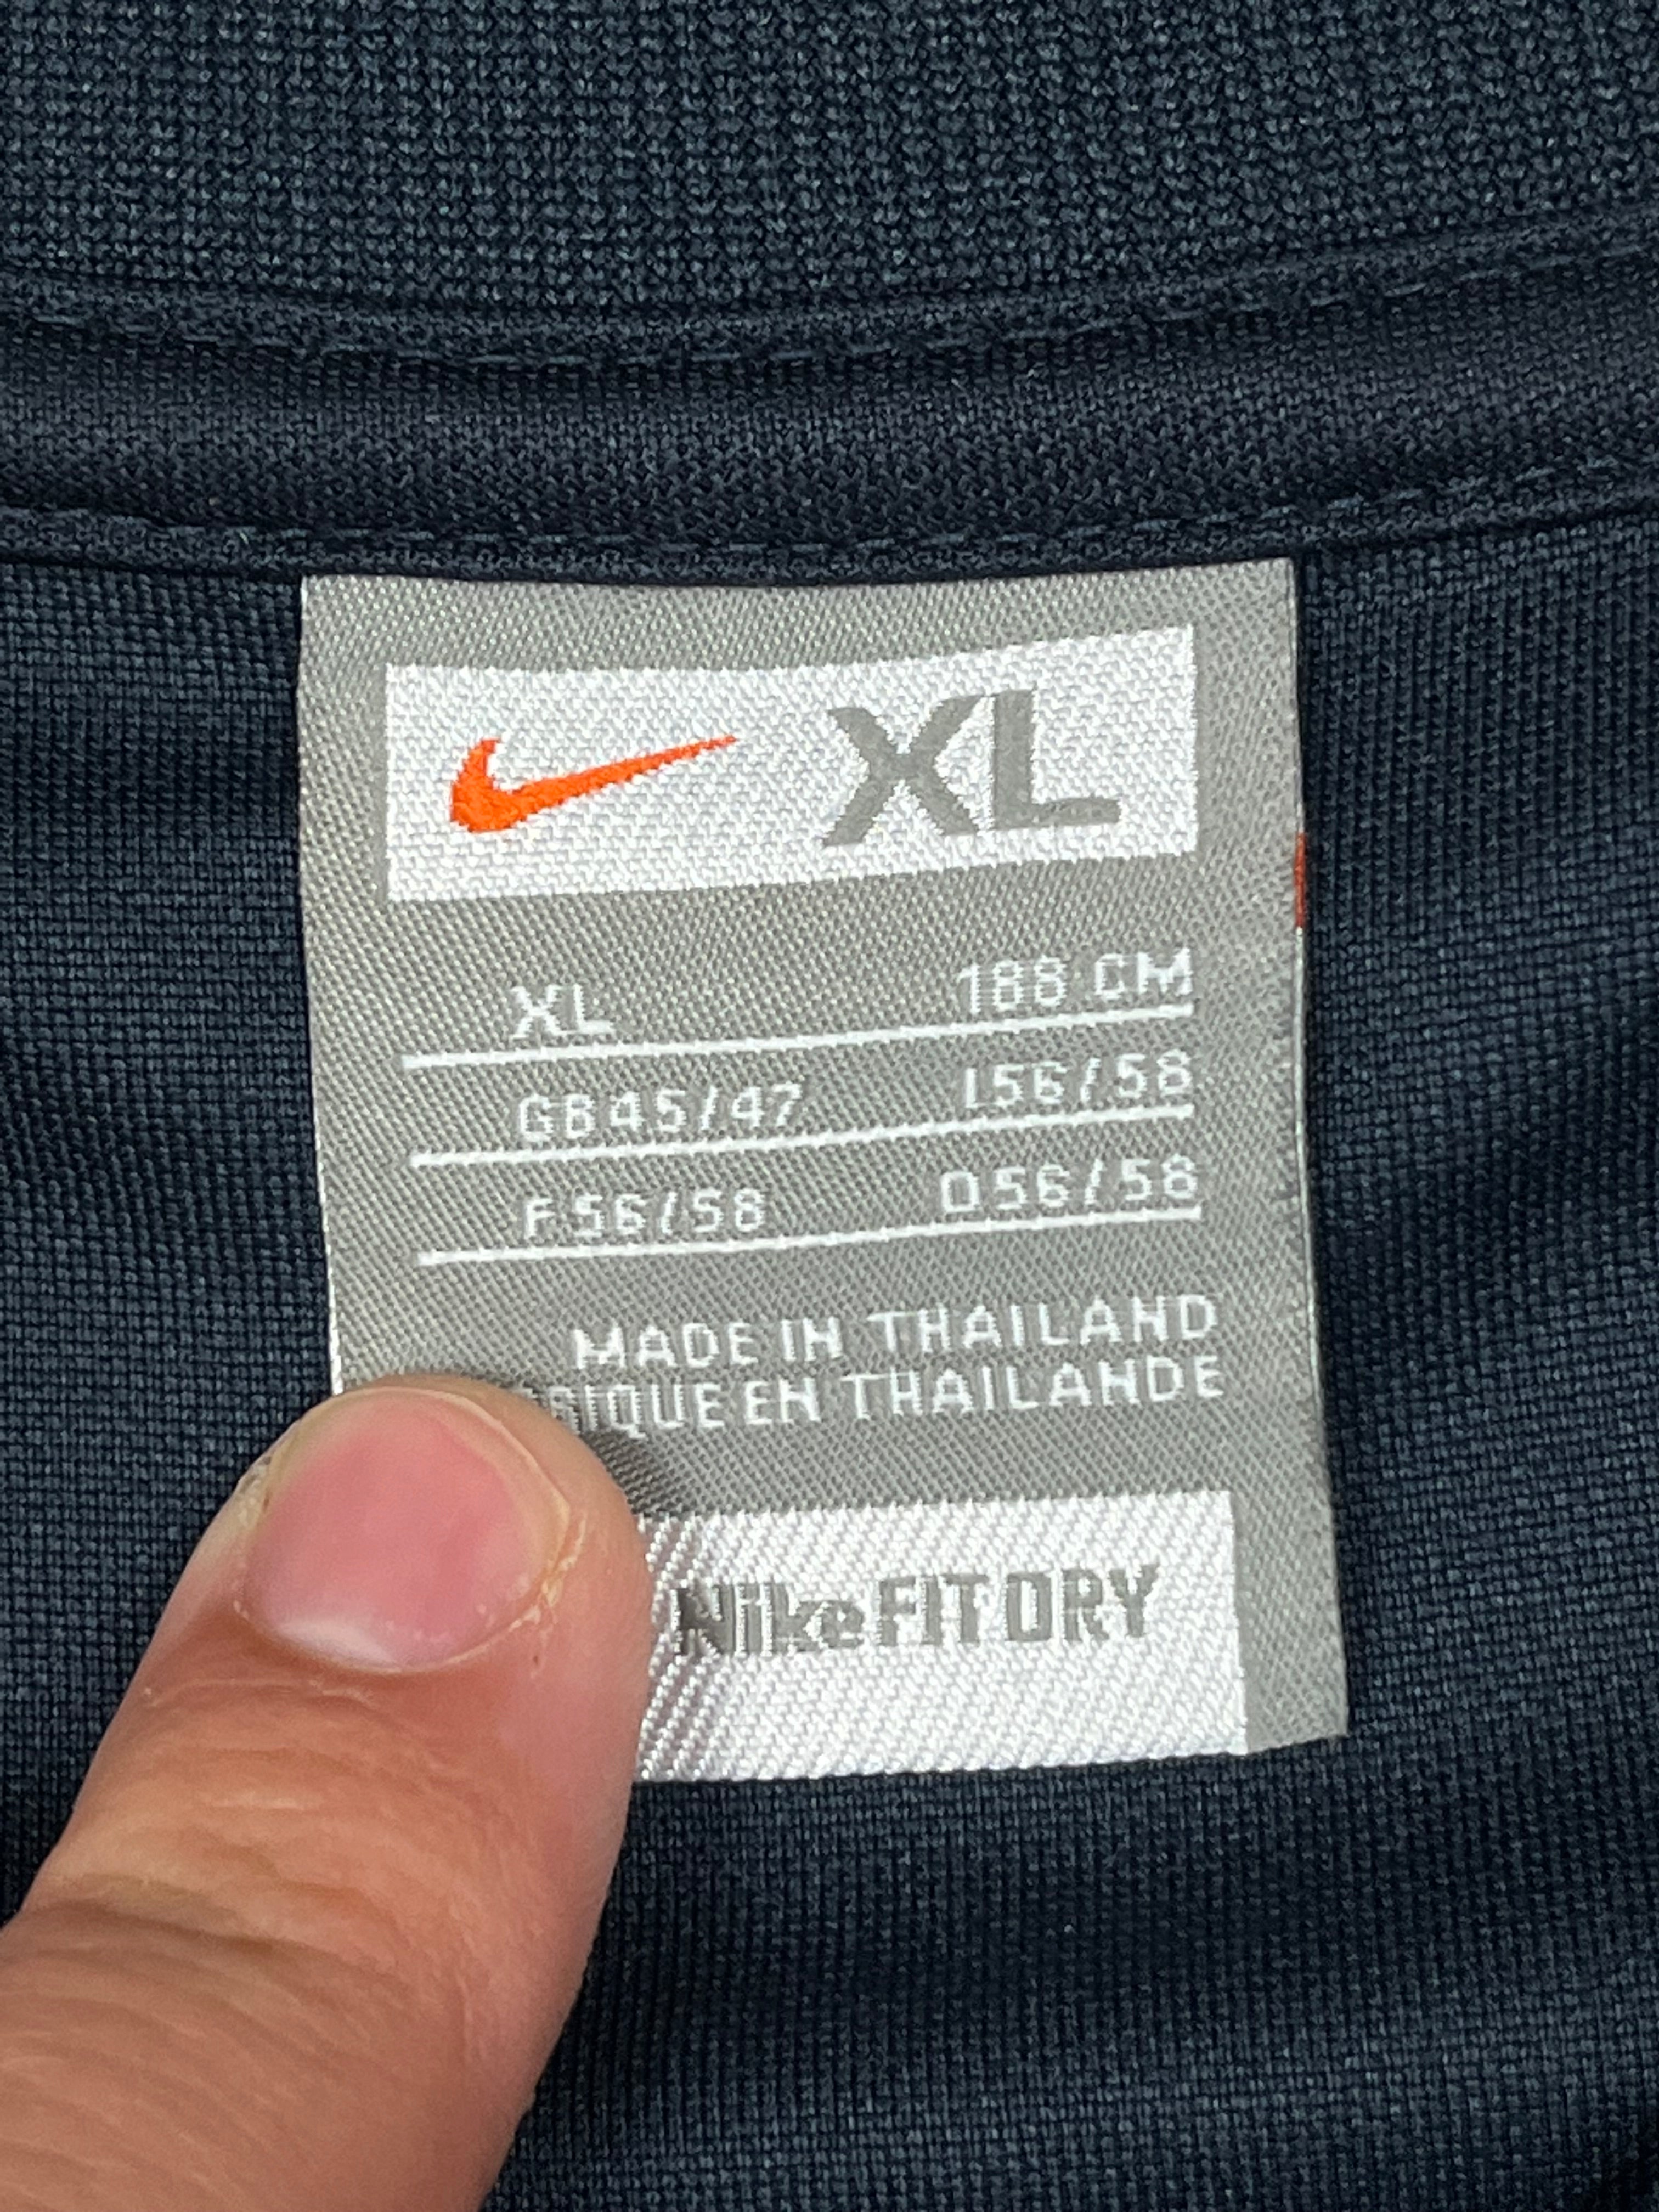 XL
XL 188 CM
GB45/47 I56/58
F56/58 D56/58
MADE IN THAILAND
EN THAILANDE
Nike FIT DRY